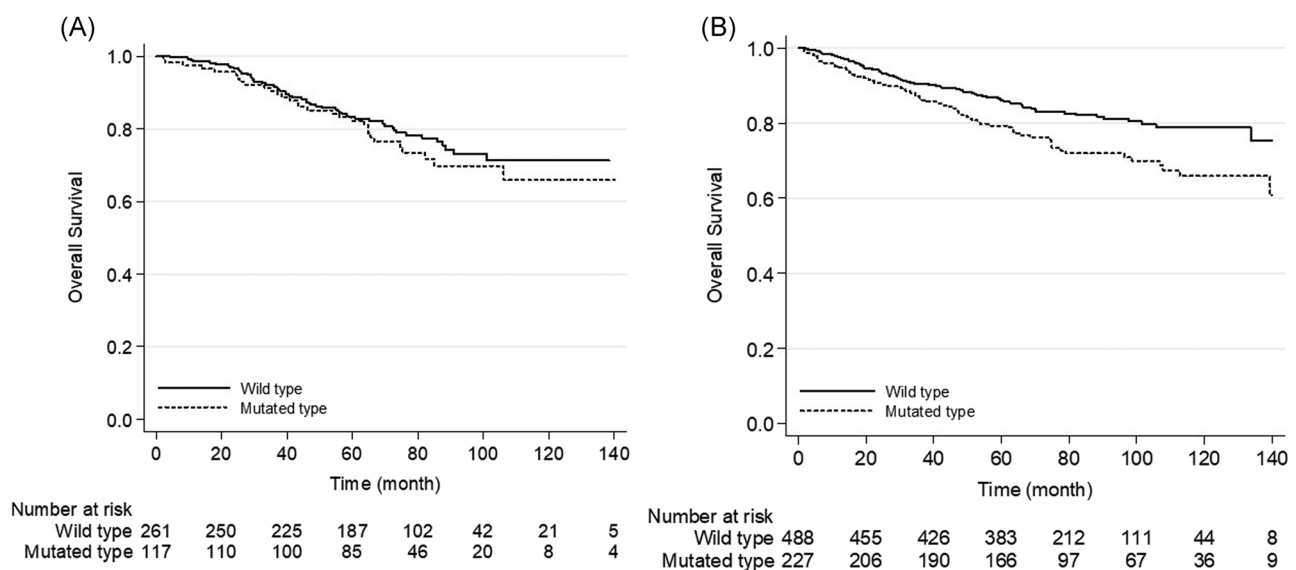 (A)
1.0
0.8
0.6
0.4
0.2
0.0
Overall Survival
Wild type
Mutated type
0 20 40 60 80 100 120 140
Time (month)
Number at risk
Wild type 261 250 225 187 102 42 21 5
Mutated type 117 110 100 85 46 20 8 4
(B)
1.0
0.8
0.6
0.4
0.2
0.0
Overall Survival
Wild type
Mutated type
0 20 40 60 80 100 120 140
Time (month)
Number at risk
Wild type 488 455 426 383 212 111 44 8
Mutated type 227 206 190 166 97 67 36 9